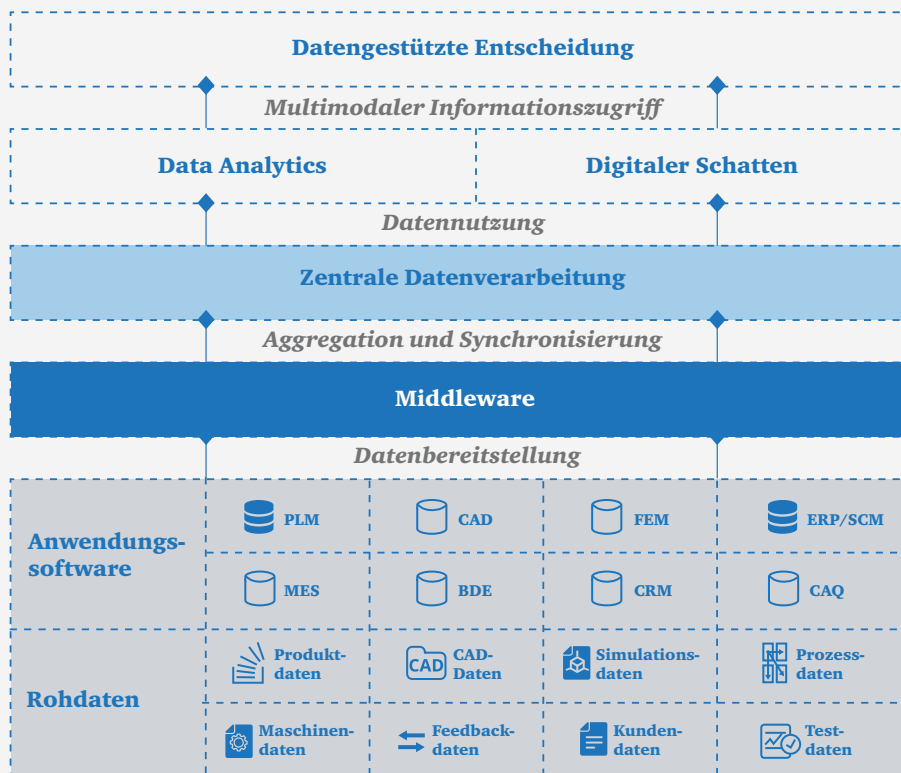 Datengestützte Entscheidung
Multimodaler Informationszugriff
Data Analytics
Digitaler Schatten
Datennutzung
Zentrale Datenverarbeitung
Aggregation und Synchronisierung
Middleware
Datenbereitstellung
Anwendungs-
software
PLM
CAD
FEM
ERP/SCM
MES
BDE
CRM
CAQ
Rohdaten
Produkt-
daten
CAD
CAD-
Daten
Simulations-
daten
Prozess-
daten
Maschinen-
daten
Feedback-
daten
Kunden-
daten
Test-
daten